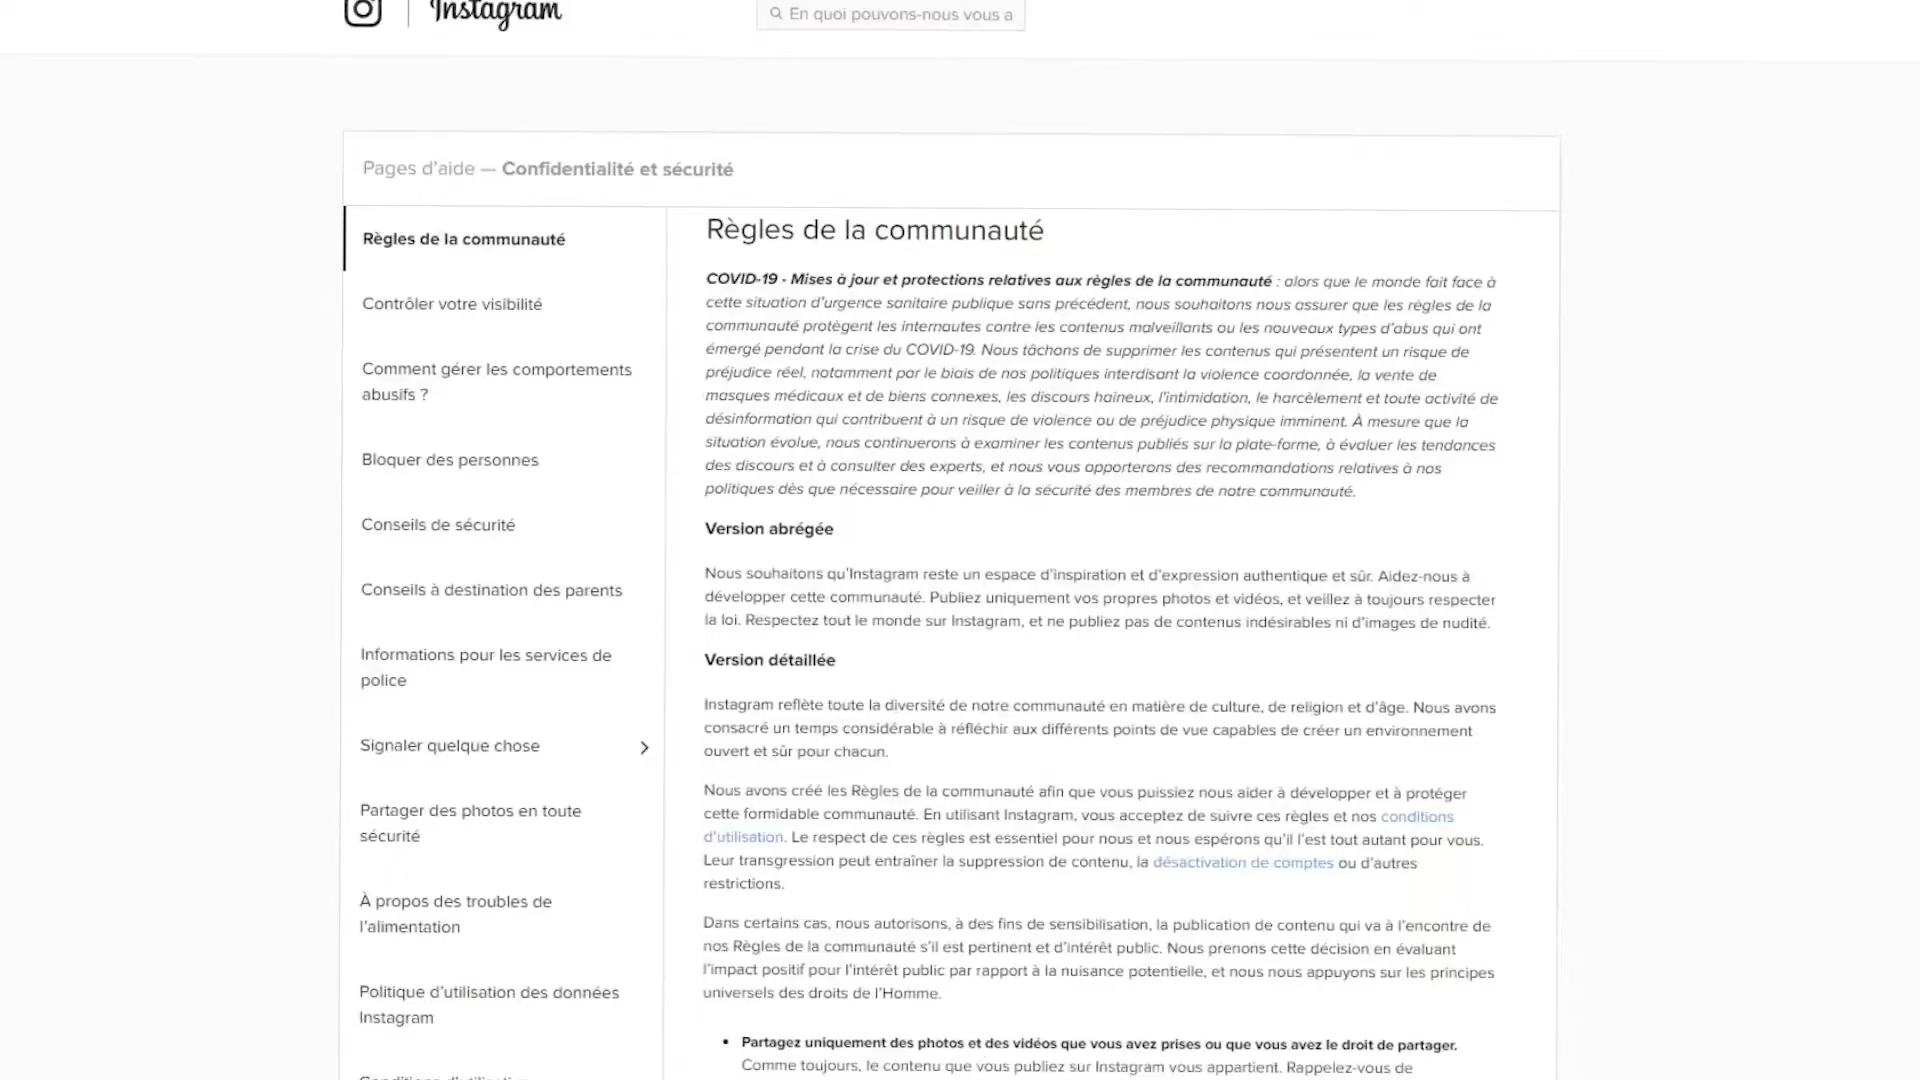 Instagram
En quoi pouvons-nous vous a
Pages d'aide — Confidentialité et sécurité
Règles de la communauté
Contrôler votre visibilité
Comment gérer les comportements
abusifs ?
Bloquer des personnes
Conseils de sécurité
Conseils à destination des parents
Informations pour les services de
police
Signaler quelque chose
Partager des photos en toute
sécurité
À propos des troubles de
l'alimentation
Politique d'utilisation des données
Instagram
Conditions d'utilisation
Règles de la communauté
COVID-19 - Mises à jour et protections relatives aux règles de la communauté : alors que le monde fait face à
cette situation d'urgence sanitaire publique sans précédent, nous souhaitons nous assurer que les règles de la
communauté protègent les internautes contre les contenus malveillants ou les nouveaux types d'abus qui ont
émergé pendant la crise du COVID-19. Nous tâchons de supprimer les contenus qui présentent un risque de
préjudice réel, notamment par le biais de nos politiques interdisant la violence coordonnée, la vente de
masques médicaux et de biens connexes, les discours haineux, l'intimidation, le harcèlement et toute activité de
désinformation qui contribuent à un risque de violence ou de préjudice physique imminent. À mesure que la
situation évolue, nous continuerons à examiner les contenus publiés sur la plate-forme, à évaluer les tendances
des discours et à consulter des experts, et nous vous apporterons des recommandations relatives à nos
politiques dès que nécessaire pour veiller à la sécurité des membres de notre communauté.
Version abrégée
Nous souhaitons qu'Instagram reste un espace d'inspiration et d'expression authentique et sûr. Aidez-nous à
développer cette communauté. Publiez uniquement vos propres photos et vidéos, et veillez à toujours respecter
la loi. Respectez tout le monde sur Instagram, et ne publiez pas de contenus indésirables ni d'images de nudité.
Version détaillée
Instagram reflète toute la diversité de notre communauté en matière de culture, de religion et d'âge. Nous avons
consacré un temps considérable à réfléchir aux différents points de vue capables de créer un environnement
ouvert et sûr pour chacun.
Nous avons créé les Règles de la communauté afin que vous puissiez nous aider à développer et à protéger
cette formidable communauté. En utilisant Instagram, vous acceptez de suivre ces règles et nos conditions
d'utilisation. Le respect de ces règles est essentiel pour nous et nous espérons qu'il l'est tout autant pour vous.
Leur transgression peut entraîner la suppression de contenu, la désactivation de comptes ou d'autres
restrictions.
Dans certains cas, nous autorisons, à des fins de sensibilisation, la publication de contenu qui va à l'encontre de
nos Règles de la communauté s'il est pertinent et d'intérêt public. Nous prenons cette décision en évaluant
l'impact positif pour l'intérêt public par rapport à la nuisance potentielle, et nous nous appuyons sur les principes
universels des droits de l'Homme.
• Partagez uniquement des photos et des vidéos que vous avez prises ou que vous avez le droit de partager.
Comme toujours, le contenu que vous publiez sur Instagram vous appartient. Rappelez-vous de